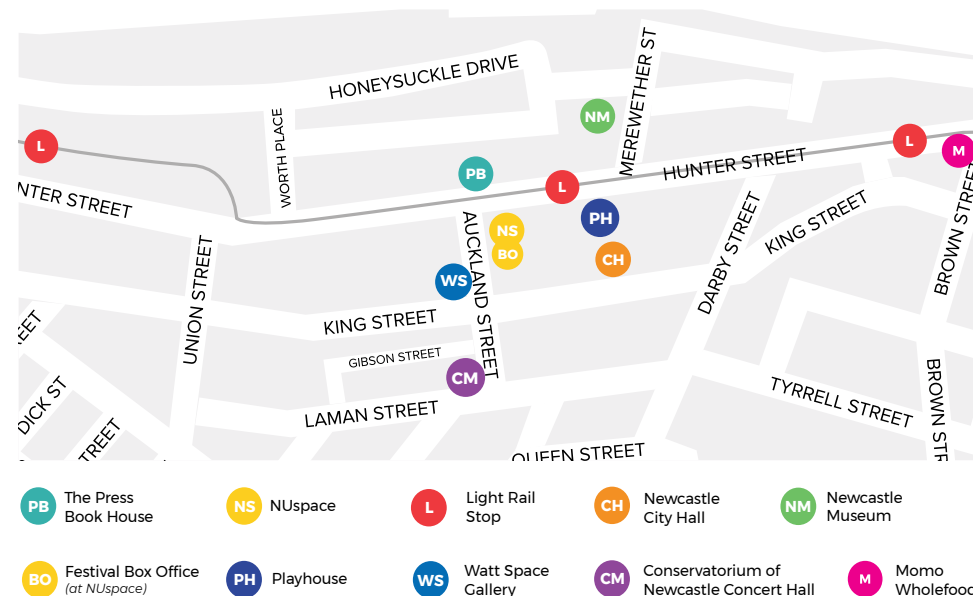 MEREWETHER ST
HONEYSUCKLE DRIVE
WORTH PLACE
NM
L
L
M
HUNTER STREET
PB
L
NTER STREET
PH
NS
BO
CH
WS
AUCKLAND STREET
DARBY STREET
KING STREET
BROWN STREET
UNION STREET
KING STREET
GIBSON STREET
CM
LAMAN STREET
TYRRELL STREET
BROWN STR
EET
DICK ST
TREET
QUEEN STREET
PB
The Press
Book House
NS
NUspace
L
Light Rail
Stop
CH
Newcastle
City Hall
NM
Newcastle
Museum
BO
Festival Box Office
(at NUspace)
PH
Playhouse
WS
Watt Space
Gallery
CM
Conservatorium of
Newcastle Concert Hall
M
Momo
Wholefood